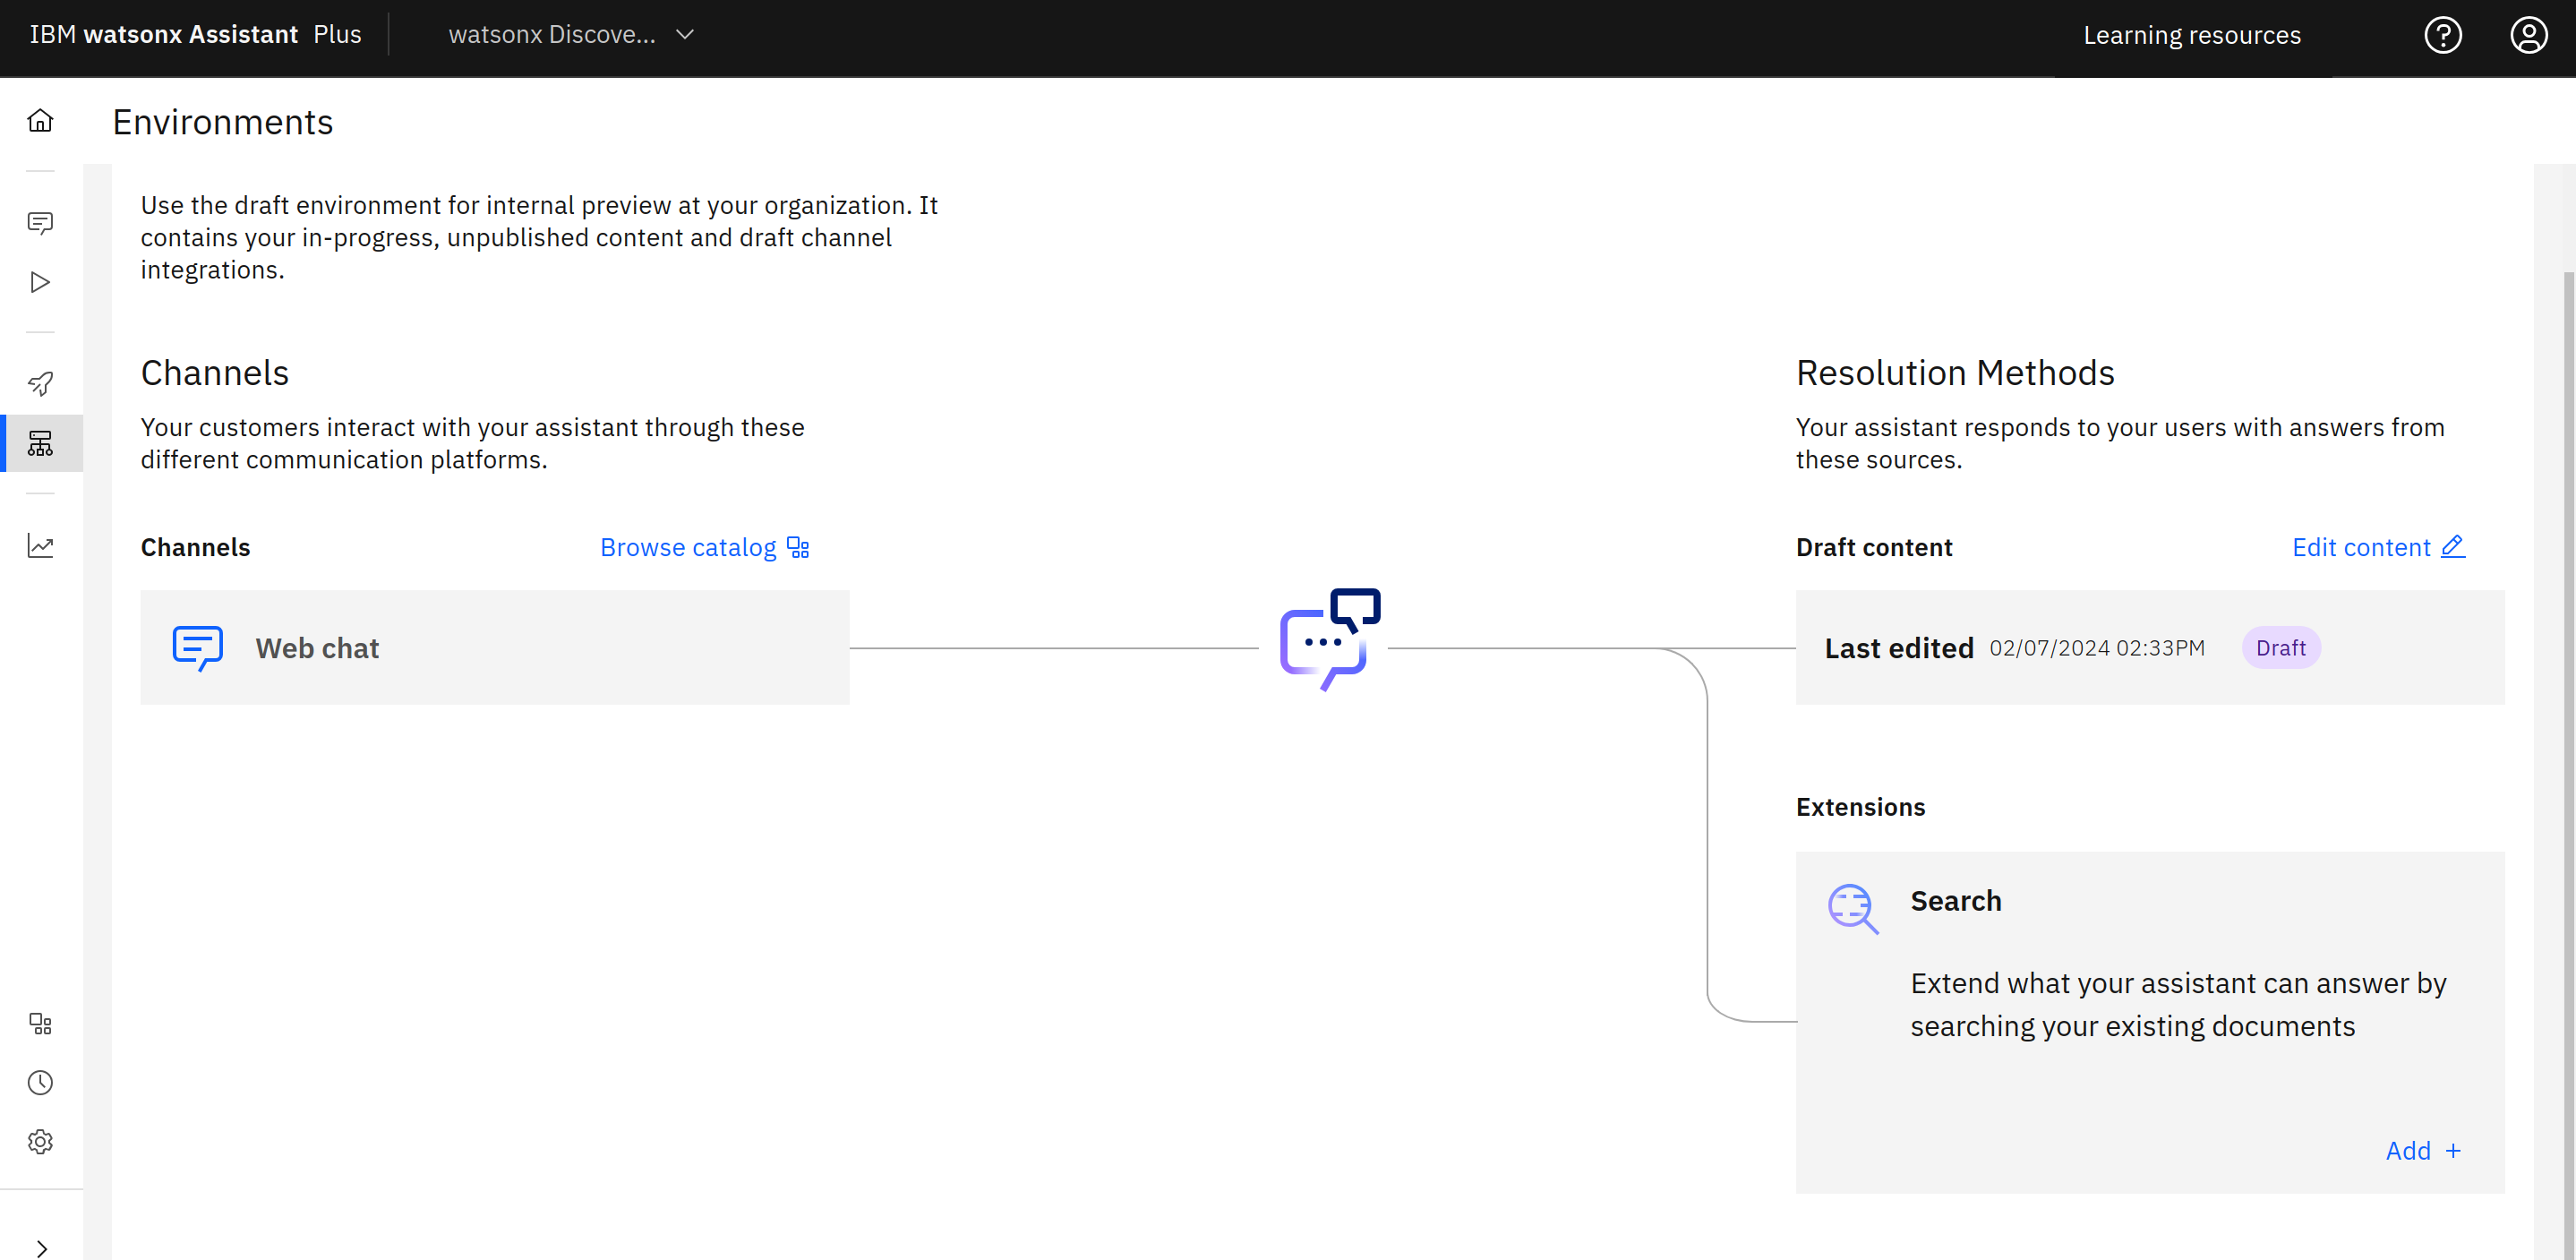 IBM watsonx Assistant Plus
watsonx Discove...
Learning resources
Environments
Use the draft environment for internal preview at your organization. It
contains your in-progress, unpublished content and draft channel
integrations.
Channels
Your customers interact with your assistant through these
different communication platforms.
Channels
Browse catalog
Web chat
Resolution Methods
Your assistant responds to your users with answers from
these sources.
Draft content
Edit content
Last edited 02/07/2024 02:33PM Draft
Extensions
Search
Extend what your assistant can answer by
searching your existing documents
Add +